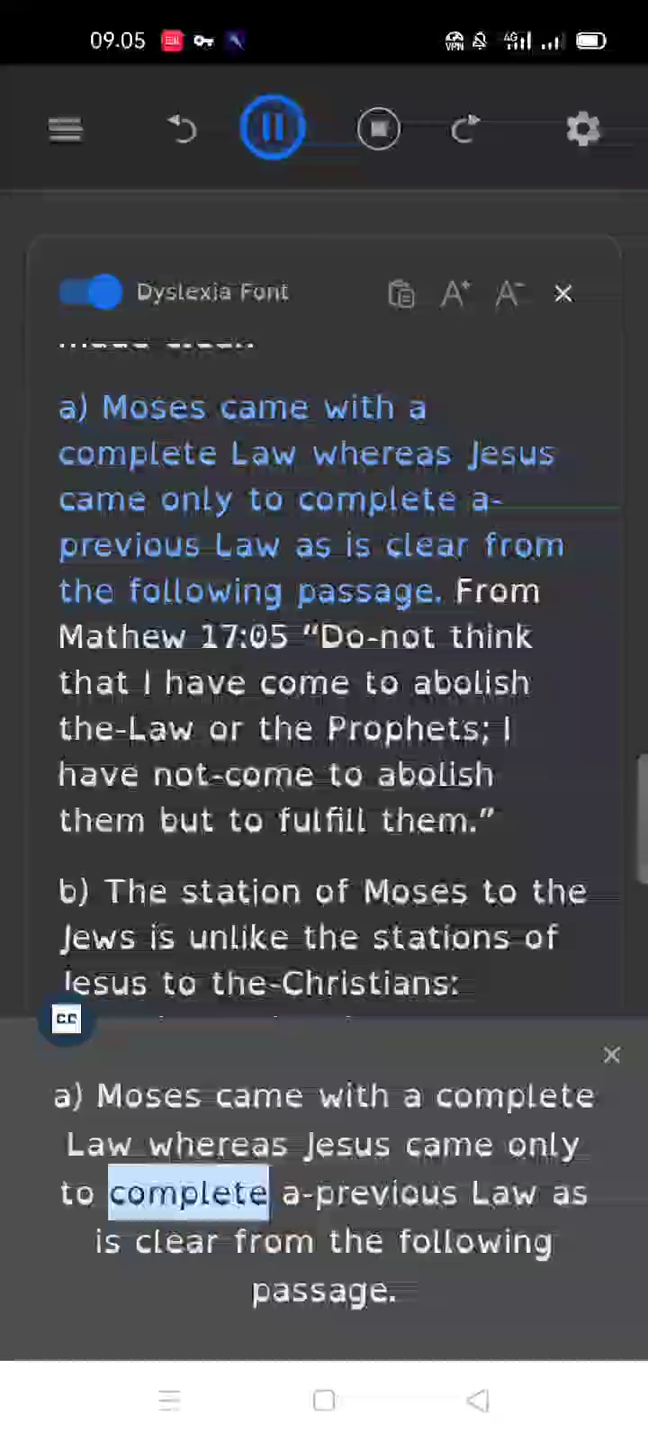 09.05
VPN 4G
Dyslexia Font
A+ A-
made clear.
a) Moses came with a
complete Law whereas Jesus
came only to complete a-
previous Law as is clear from
the following passage. From
Mathew 17:05 “Do-not think
that I have come to abolish
the-Law or the Prophets; I
have not-come to abolish
them but to fulfill them.”
b) The station of Moses to the
Jews is unlike the stations of
Jesus to the-Christians:
CC
a) Moses came with a complete
Law whereas Jesus came only
to complete a-previous Law as
is clear from the following
passage.